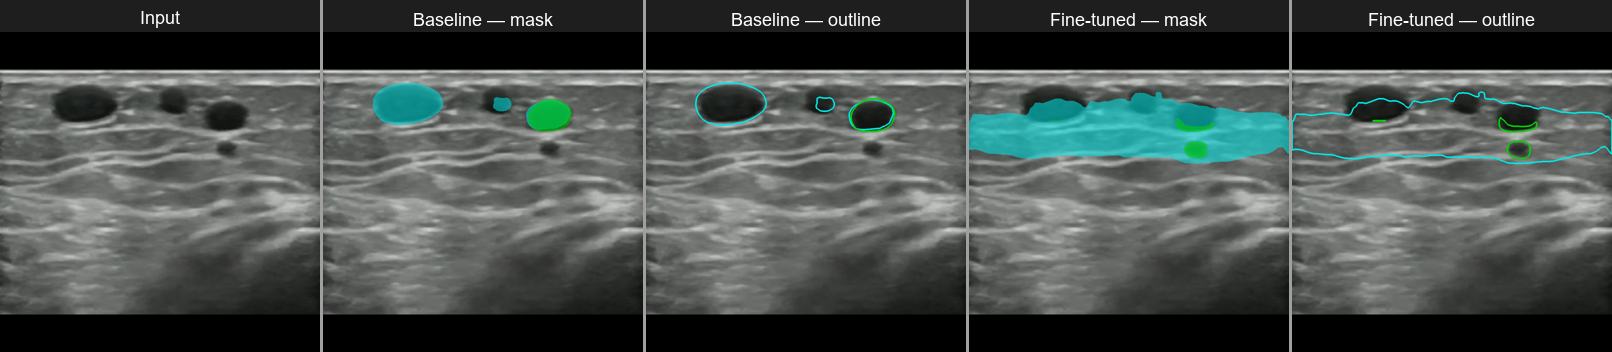 Input
Baseline — mask
Baseline — outline
Fine-tuned — mask
Fine-tuned — outline